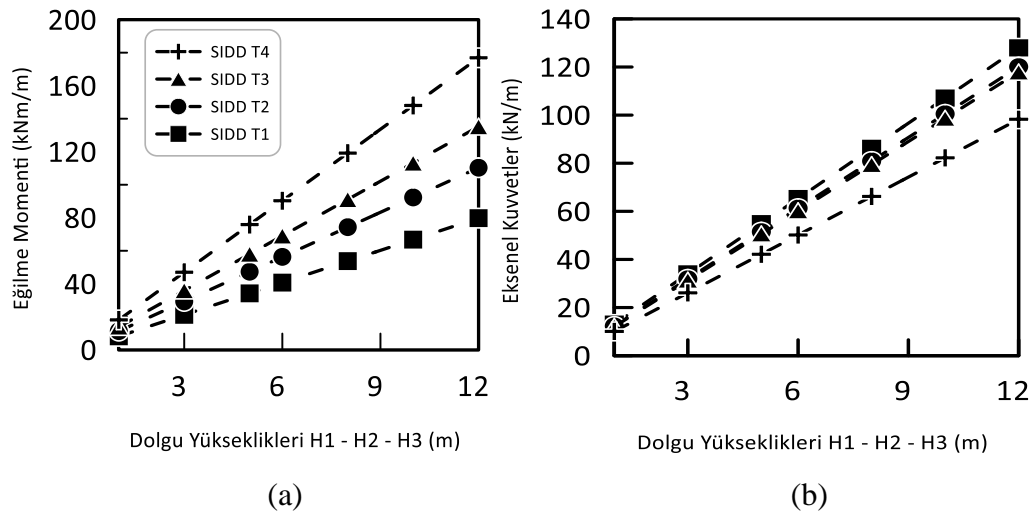 Eğilme Momenti (kNm/m)
200
160
120
80
40
0
SIDD T4
SIDD T3
SIDD T2
SIDD T1
3 6 9 12
Dolgu Yükseklikleri H1 - H2 - H3 (m)
(a)
Eksenel Kuvvetler (kN/m)
140
120
100
80
60
40
20
0
3 6 9 12
Dolgu Yükseklikleri H1 - H2 - H3 (m)
(b)